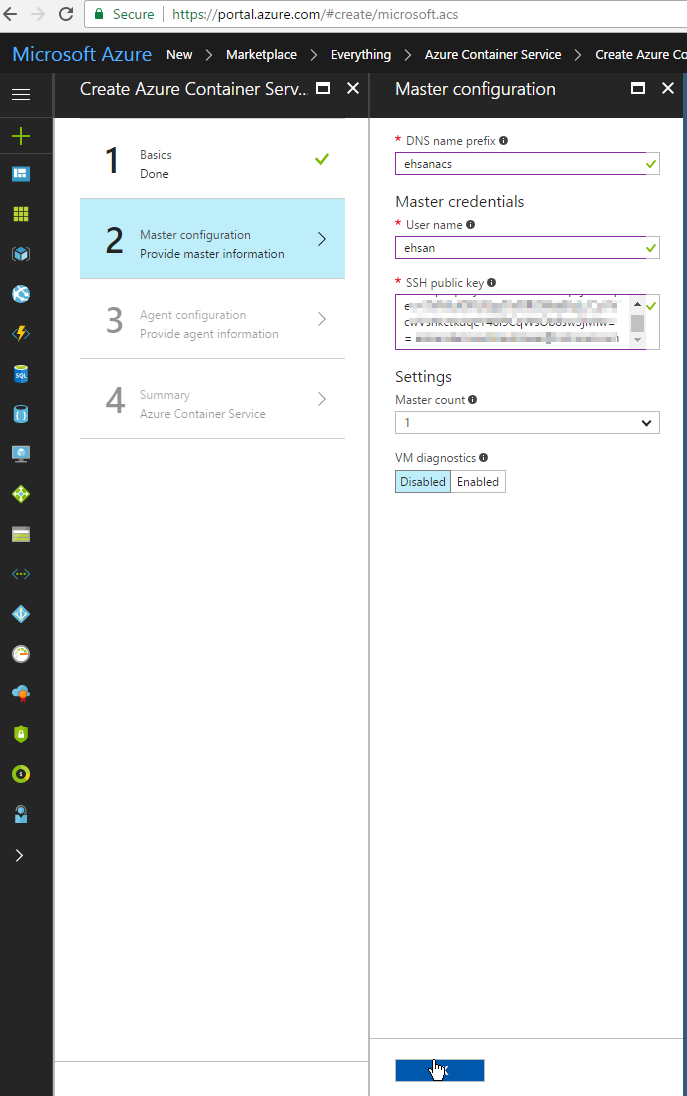 Secure https://portal.azure.com/#create/microsoft.acs
Microsoft Azure New > Marketplace > Everything > Azure Container Service > Create Azure Co
Create Azure Container Serv...
1 Basics
Done
2 Master configuration
Provide master information
3 Agent configuration
Provide agent information
4 Summary
Azure Container Service
Master configuration
* DNS name prefix
ehsanacs
Master credentials
* User name
ehsan
* SSH public key
Settings
Master count
1
VM diagnostics
Disabled Enabled